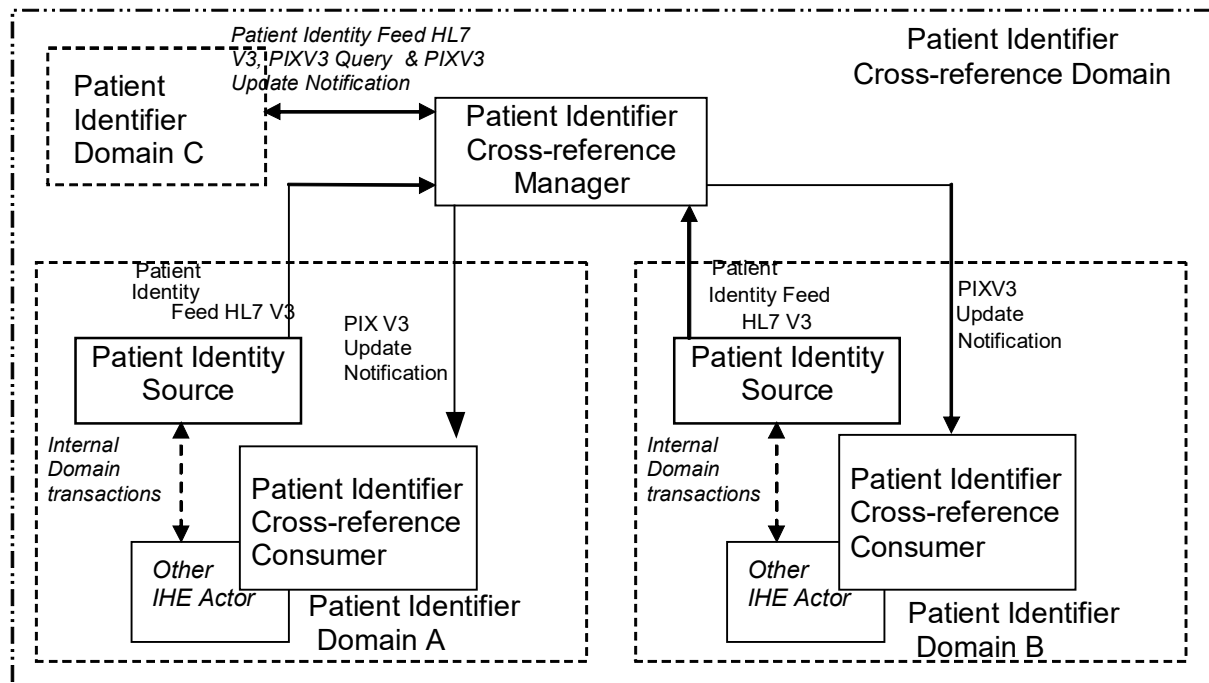 Patient Identity Feed HL7
V3, PIXV3 Query & PIXV3
Update Notification
Patient Identifier
Cross-reference Domain
Patient
Identifier
Domain C
Patient Identifier
Cross-reference
Manager
Patient
Identity
Feed HL7 V3
PIX V3
Update
Notification
Patient
Identity Feed
HL7 V3
PIXV3
Update
Notification
Patient Identity
Source
Internal
Domain
transactions
Patient Identifier
Cross-reference
Consumer
Other
IHE Actor
Patient Identifier
Domain A
Patient Identity
Source
Internal
Domain
transactions
Patient Identifier
Cross-reference
Consumer
Other
IHE Actor
Patient Identifier
Domain B